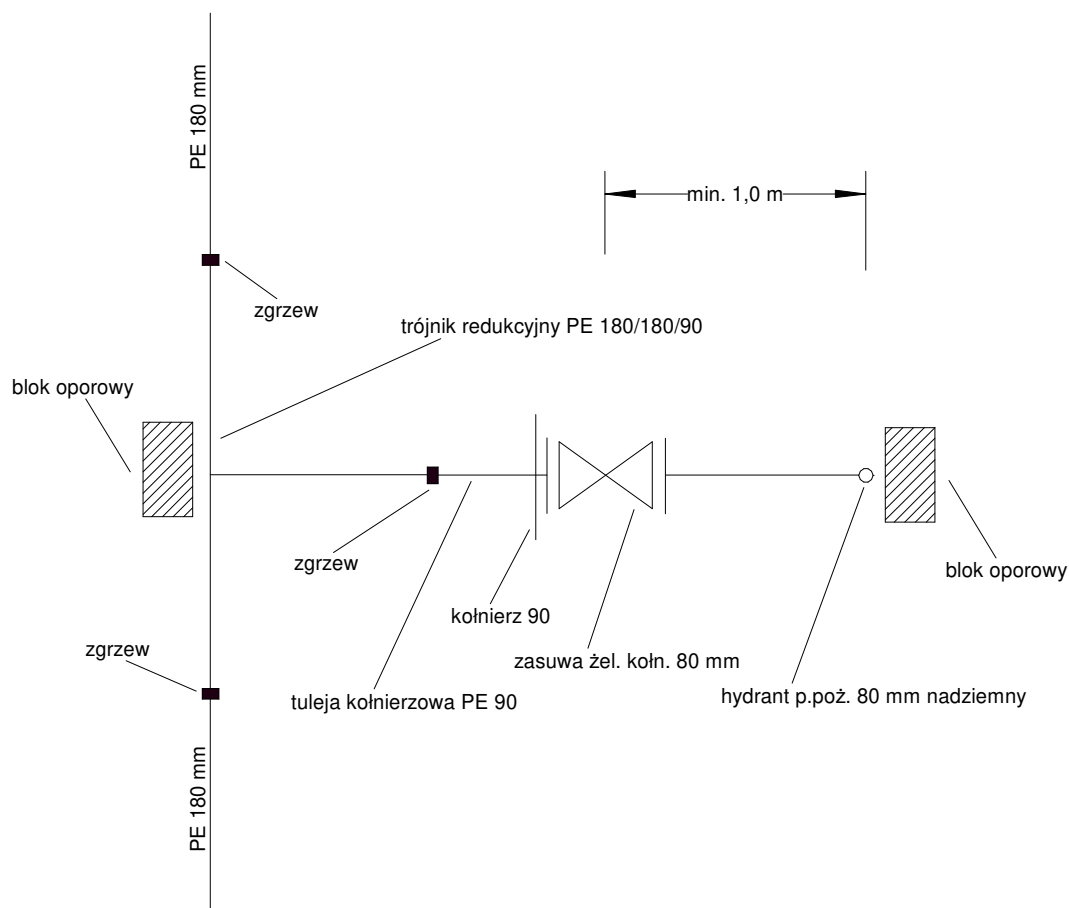 PE 180 mm
min. 1,0 m
zgrzew
trójnik redukcyjny PE 180/180/90
blok oporowy
zgrzew
blok oporowy
kołnierz 90
zgrzew
zasuwa żel. kołn. 80 mm
tuleja kołnierzowa PE 90
hydrant p.poż. 80 mm nadziemny
PE 180 mm